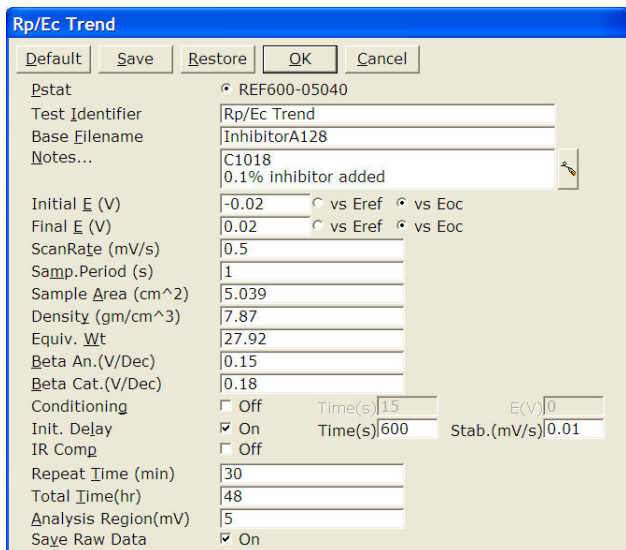 Rp/Ec Trend
Default Save Restore OK Cancel
Pstat REF600-05040
Test Identifier Rp/Ec Trend
Base Filename InhibitorA128
Notes... C1018
0.1% inhibitor added
Initial E (V) -0.02 vs Eref vs Eoc
Final E (V) 0.02 vs Eref vs Eoc
ScanRate (mV/s) 0.5
Samp.Period (s) 1
Sample Area (cm^2) 5.039
Density (gm/cm^3) 7.87
Equiv. Wt 27.92
Beta An.(V/Dec) 0.15
Beta Cat.(V/Dec) 0.18
Conditioning Off Time(s) 15 E(V) 0
Init. Delay On Time(s) 600 Stab.(mV/s) 0.01
IR Comp Off
Repeat Time (min) 30
Total Time(hr) 48
Analysis Region(mV) 5
Save Raw Data On